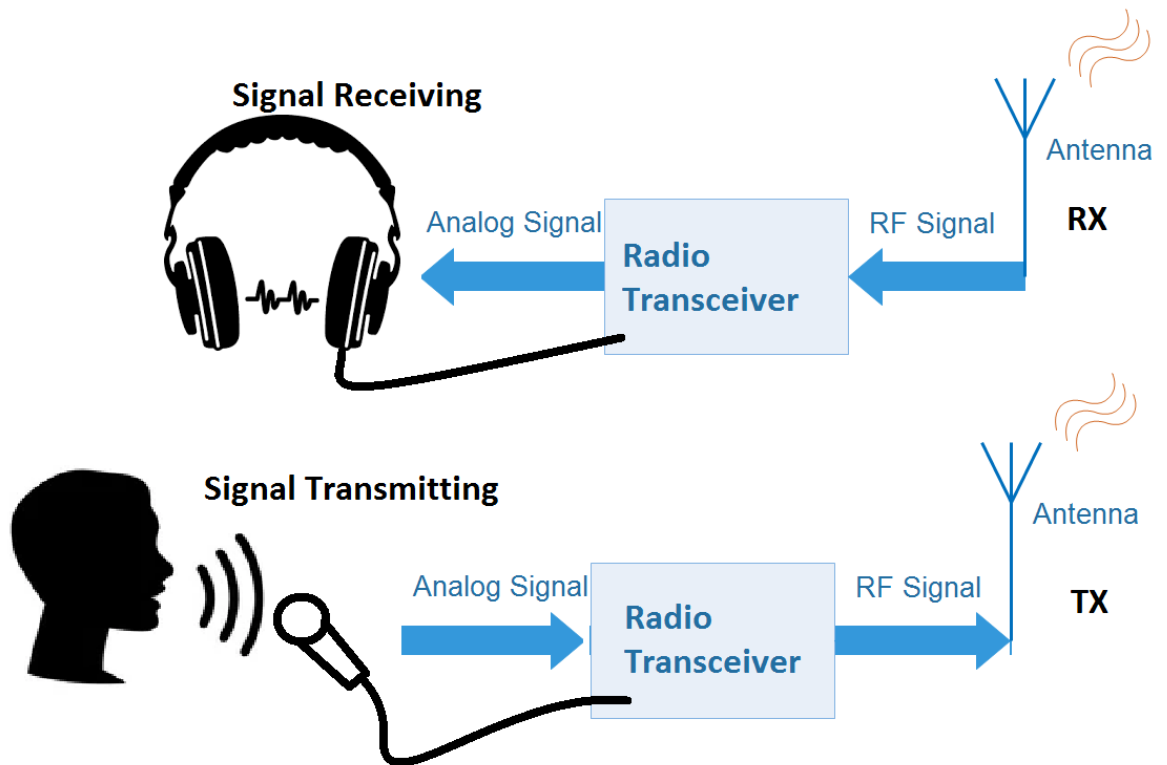 Signal Receiving
Antenna
Analog Signal
RF Signal
RX
Radio
Transceiver
Signal Transmitting
Antenna
Analog Signal
RF Signal
TX
Radio
Transceiver